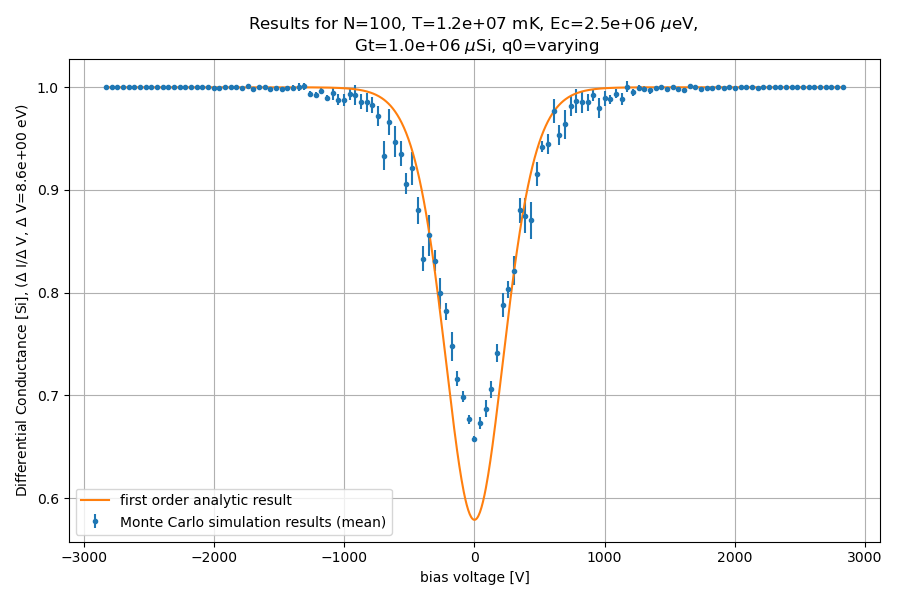 Results for N=100, T=1.2e+07 mK, Ec=2.5e+06 μeV,
Gt=1.0e+06 μSi, q0=varying
Differential Conductance [Si], (Δ I/Δ V, Δ V=8.6e+00 eV)
1.0
0.9
0.8
0.7
0.6
first order analytic result
Monte Carlo simulation results (mean)
−3000 −2000 −1000 0 1000 2000 3000
bias voltage [V]